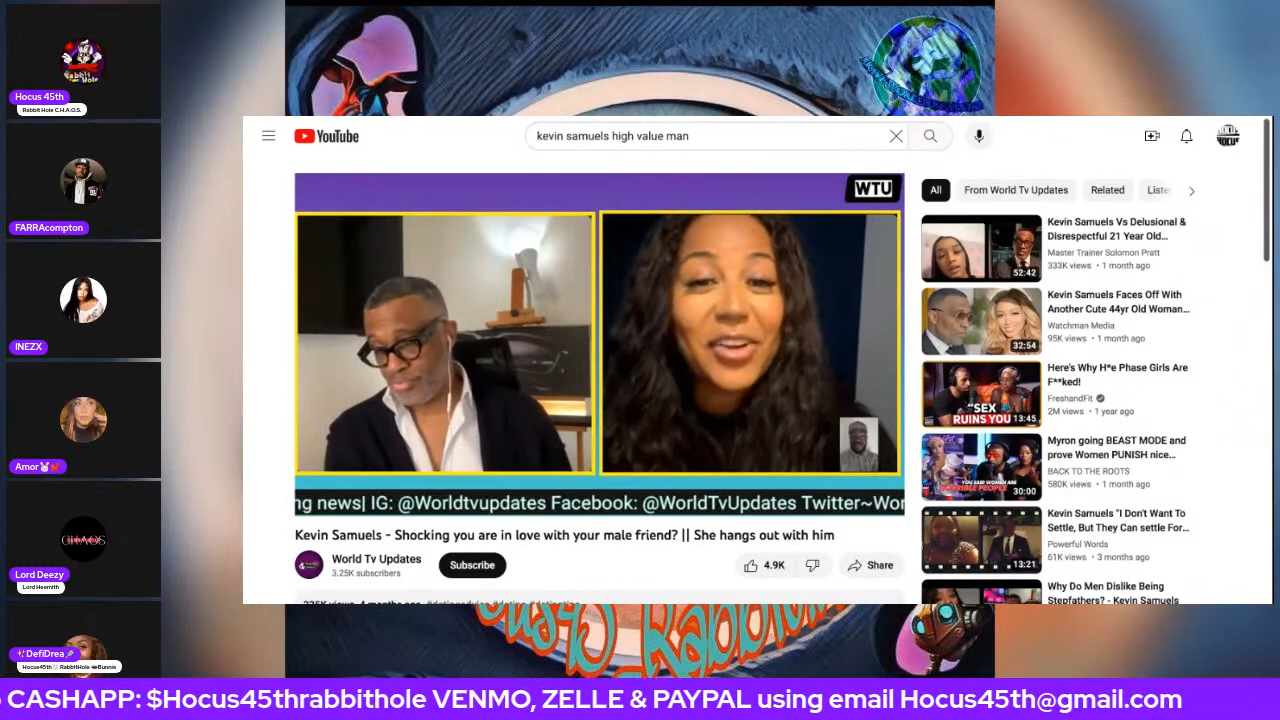 Hocus 45th
Rabbit Hole C.H.A.O.S.
FARRAcompton
INEZX
Amor🐰💕
CHAOS
Lord Deezy
Lord Heemith
DefiDrea
YouTube
kevin samuels high value man
WTU
ng news| IG: @Worldtvupdates Facebook: @WorldTvUpdates Twitter~Wor
Kevin Samuels - Shocking you are in love with your male friend? || She hangs out with him
World Tv Updates
3.25K subscribers
Subscribe
4.9K
Share
All
From World Tv Updates
Related
Liste
Kevin Samuels Vs Delusional &
Disrespectful 21 Year Old...
Master Trainer Solomon Pratt
333K views • 1 month ago
52:42
Kevin Samuels Faces Off With
Another Cute 44yr Old Woman...
Watchman Media
95K views • 1 month ago
32:54
Here's Why H*e Phase Girls Are
F**ked!
FreshandFit
2M views • 1 year ago
"SEX
RUINS YOU
13:45
Myron going BEAST MODE and
prove Women PUNISH nice...
BACK TO THE ROOTS
580K views • 1 month ago
30:00
Kevin Samuels "I Don't Want To
Settle, But They Can settle For...
Powerful Words
61K views • 3 months ago
13:21
Why Do Men Dislike Being
Stepfathers? - Kevin Samuels
CASHAPP: $Hocus45thrabbithole VENMO, ZELLE & PAYPAL using email Hocus45th@gmail.com